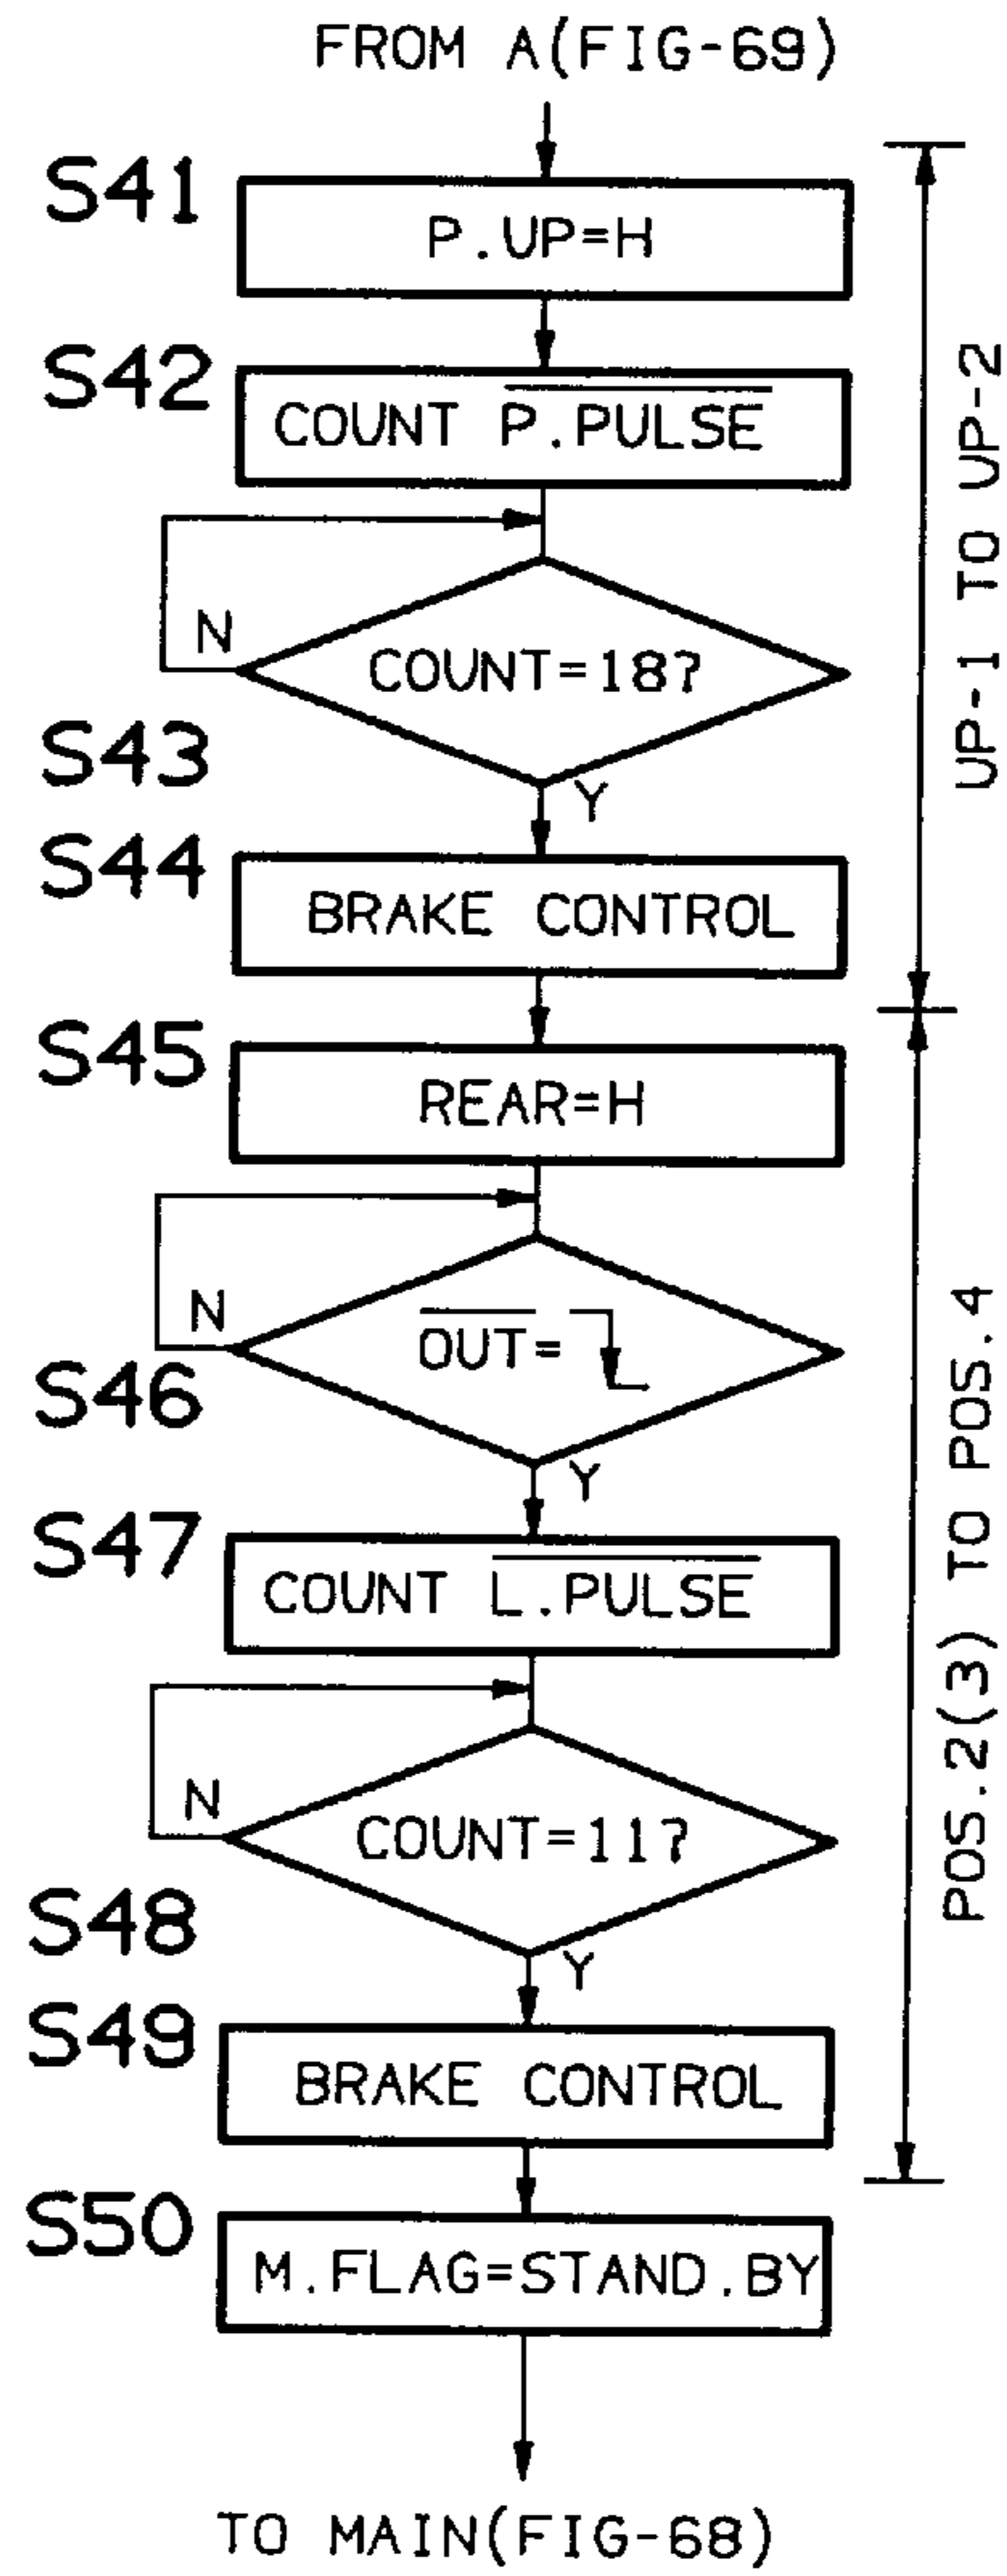 FROM A(FIG-69)
S41
P.UP=H
S42
COUNT P.PULSE
N
COUNT=18?
S43
Y
S44
BRAKE CONTROL
UP-1 TO UP-2
S45
REAR=H
N
OUT=
S46
Y
S47
COUNT L.PULSE
N
COUNT=11?
S48
Y
S49
BRAKE CONTROL
POS.2(3) TO POS.4
S50
M.FLAG=STAND.BY
TO MAIN(FIG-68)